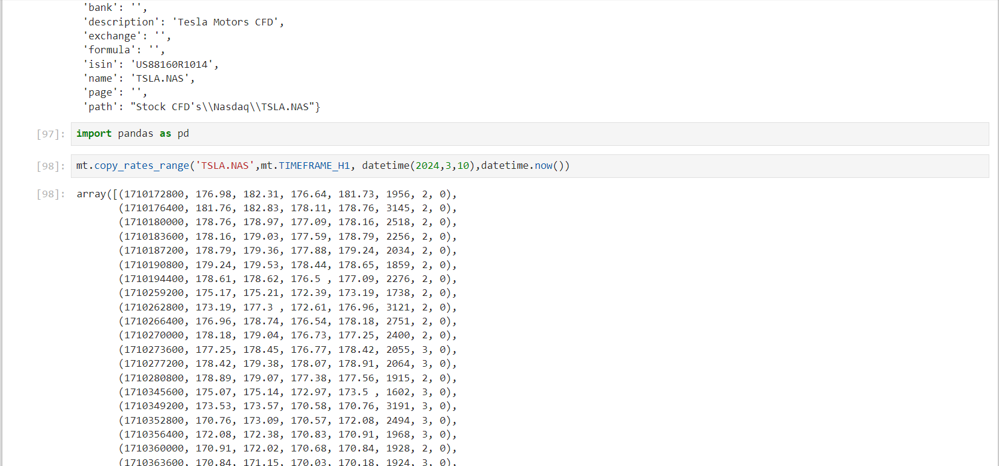 'bank': '',
'description': 'Tesla Motors CFD',
'exchange': '',
'formula': '',
'isin': 'US88160R1014',
'name': 'TSLA.NAS',
'page': '',
'path': "Stock CFD's\\Nasdaq\\TSLA.NAS"}
[97]: import pandas as pd
[98]: mt.copy_rates_range('TSLA.NAS',mt.TIMEFRAME_H1, datetime(2024,3,10),datetime.now())
[98]: array([(1710172800, 176.98, 182.31, 176.64, 181.73, 1956, 2, 0),
(1710176400, 181.76, 182.83, 178.11, 178.76, 3145, 2, 0),
(1710180000, 178.76, 178.97, 177.09, 178.16, 2518, 2, 0),
(1710183600, 178.16, 179.03, 177.59, 178.79, 2256, 2, 0),
(1710187200, 178.79, 179.36, 177.88, 179.24, 2034, 2, 0),
(1710190800, 179.24, 179.53, 178.44, 178.65, 1859, 2, 0),
(1710194400, 178.61, 178.62, 176.5 , 177.09, 2276, 2, 0),
(1710259200, 175.17, 175.21, 172.39, 173.19, 1738, 2, 0),
(1710262800, 173.19, 177.3 , 172.61, 176.96, 3121, 2, 0),
(1710266400, 176.96, 178.74, 176.54, 178.18, 2751, 2, 0),
(1710270000, 178.18, 179.04, 176.73, 177.25, 2400, 2, 0),
(1710273600, 177.25, 178.45, 176.77, 178.42, 2055, 3, 0),
(1710277200, 178.42, 179.38, 178.07, 178.91, 2064, 3, 0),
(1710280800, 178.89, 179.07, 177.38, 177.56, 1915, 2, 0),
(1710345600, 175.07, 175.14, 172.97, 173.5 , 1602, 3, 0),
(1710349200, 173.53, 173.57, 170.58, 170.76, 3191, 3, 0),
(1710352800, 170.76, 173.09, 170.57, 172.08, 2494, 3, 0),
(1710356400, 172.08, 172.38, 170.83, 170.91, 1968, 3, 0),
(1710360000, 170.91, 172.02, 170.68, 170.84, 1928, 2, 0),
(1710363600, 170.84, 171.15, 170.03, 170.18, 1924, 3, 0),